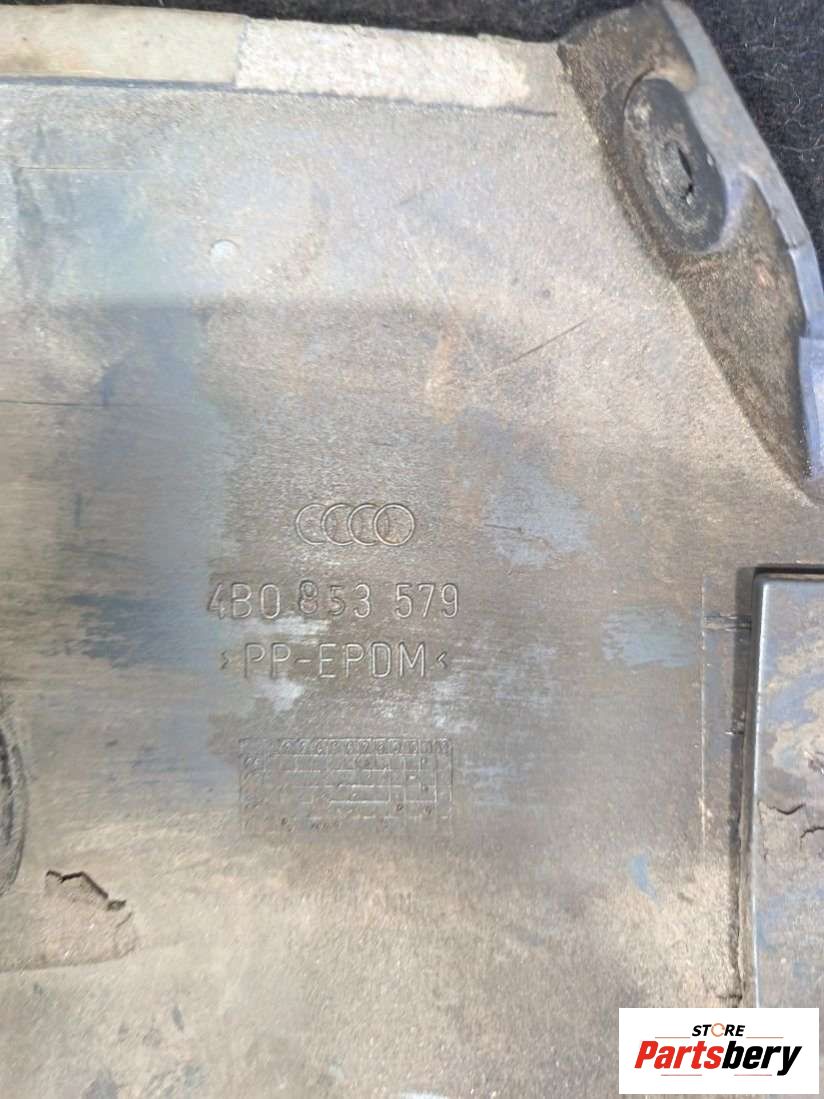 4B0 853 579
>PP-EPDM<
STORE
Partsbery